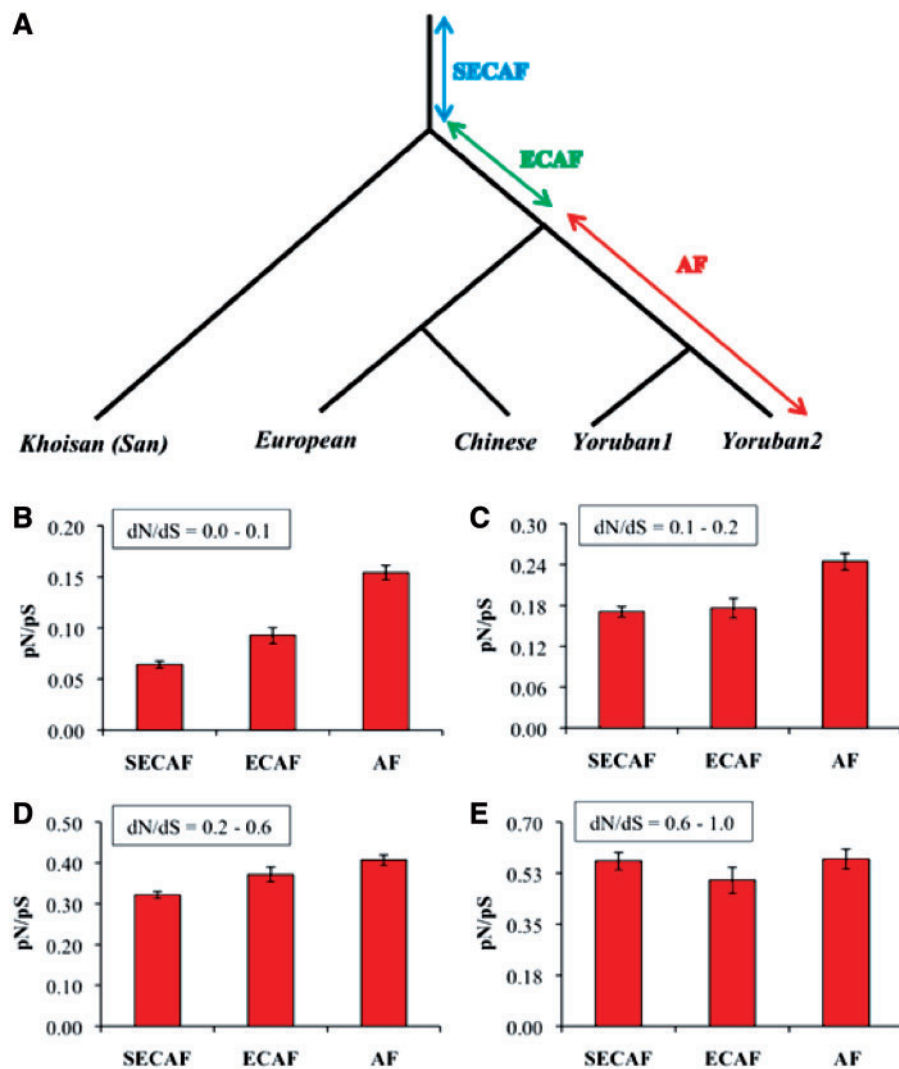 A
SECAF
ECAF
AF
Khoisan (San)
European
Chinese
Yoruban1
Yoruban2
B
dN/dS = 0.0 - 0.1
pN/pS
0.20
0.15
0.10
0.05
0.00
SECAF ECAF AF
C
dN/dS = 0.1 - 0.2
pN/pS
0.30
0.24
0.18
0.12
0.06
0.00
SECAF ECAF AF
D
dN/dS = 0.2 - 0.6
pN/pS
0.50
0.40
0.30
0.20
0.10
0.00
SECAF ECAF AF
E
dN/dS = 0.6 - 1.0
pN/pS
0.70
0.53
0.35
0.18
0.00
SECAF ECAF AF